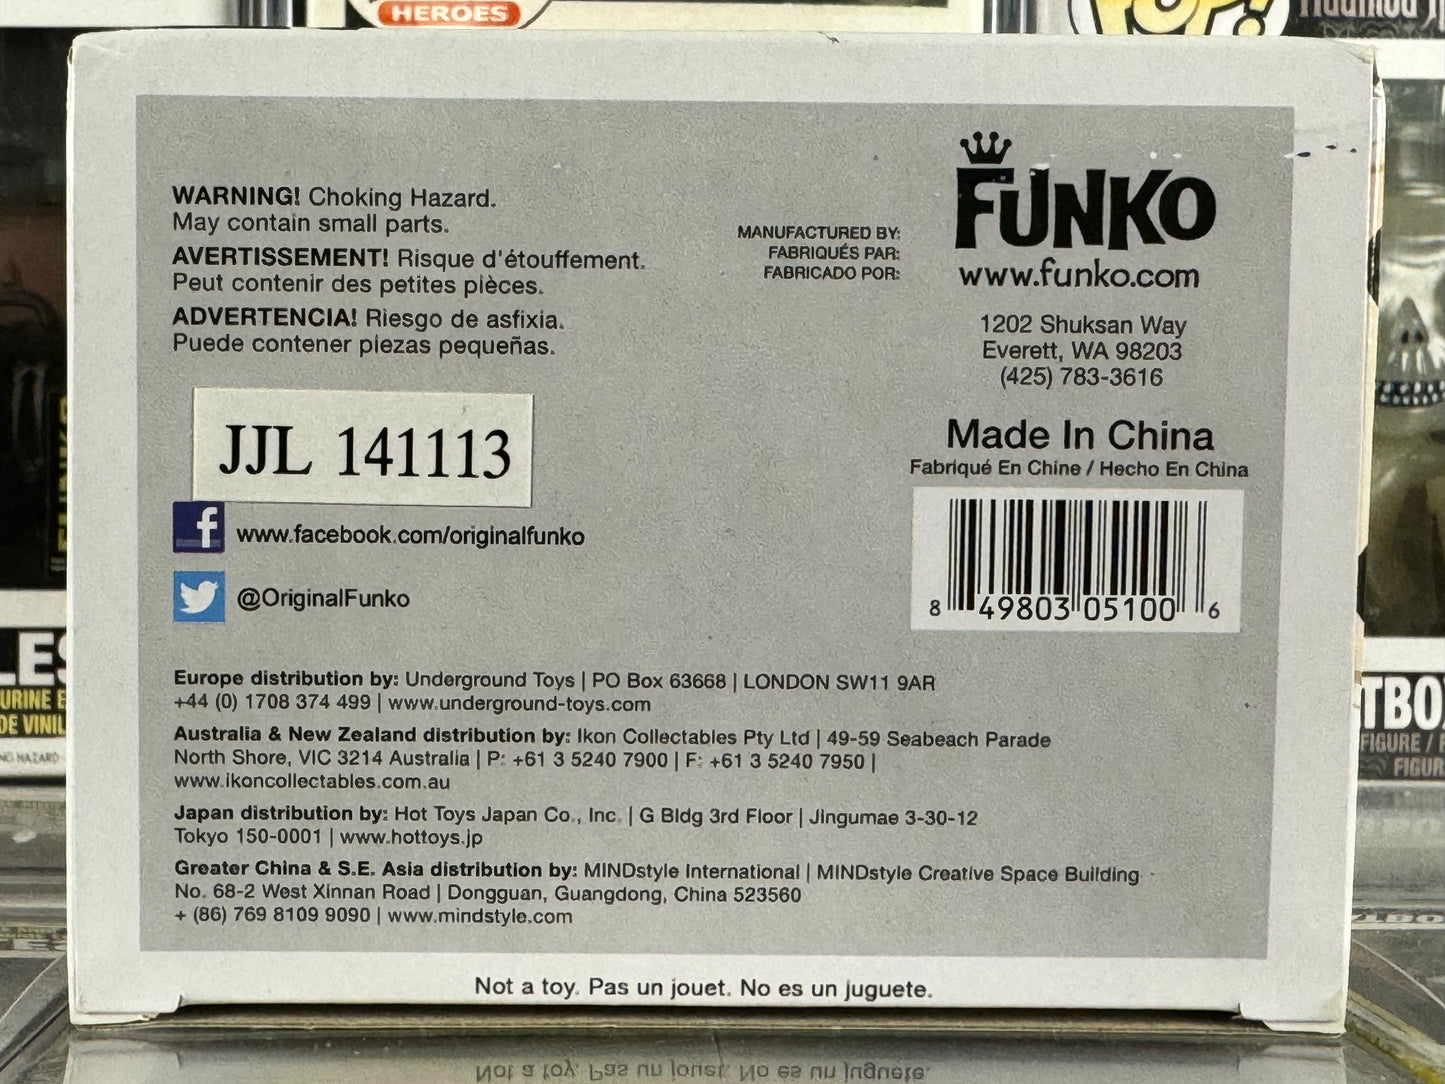 HEROES
POP!
WARNING! Choking Hazard.
May contain small parts.
AVERTISSEMENT! Risque d'étouffement.
Peut contenir des petites pièces.
ADVERTENCIA! Riesgo de asfixia.
Puede contener piezas pequeñas.
MANUFACTURED BY:
FABRIQUÉS PAR:
FABRICADO POR:
FUNKO
www.funko.com
1202 Shuksan Way
Everett, WA 98203
(425) 783-3616
Made In China
Fabriqué En Chine / Hecho En China
8 49803 05100 6
JJL 141113
f www.facebook.com/originalfunko
@OriginalFunko
Europe distribution by: Underground Toys | PO Box 63668 | LONDON SW11 9AR
+44 (0) 1708 374 499 | www.underground-toys.com
Australia & New Zealand distribution by: Ikon Collectables Pty Ltd | 49-59 Seabeach Parade
North Shore, VIC 3214 Australia | P: +61 3 5240 7900 | F: +61 3 5240 7950 |
www.ikoncollectables.com.au
Japan distribution by: Hot Toys Japan Co., Inc. | G Bldg 3rd Floor | Jingumae 3-30-12
Tokyo 150-0001 | www.hottoys.jp
Greater China & S.E. Asia distribution by: MINDstyle International | MINDstyle Creative Space Building
No. 68-2 West Xinnan Road | Dongguan, Guangdong, China 523560
+ (86) 769 8109 9090 | www.mindstyle.com
Not a toy. Pas un jouet. No es un juguete.